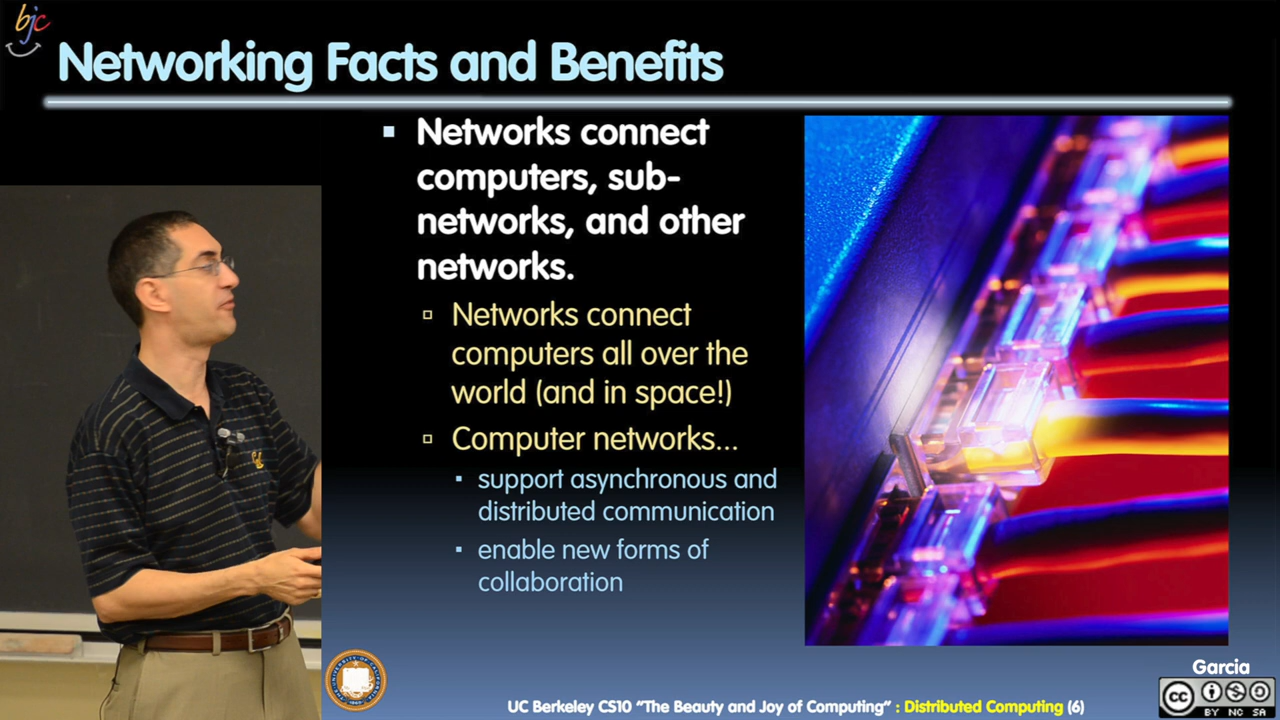 bjc
Networking Facts and Benefits
Networks connect
computers, sub-
networks, and other
networks.
Networks connect
computers all over the
world (and in space!)
Computer networks...
support asynchronous and
distributed communication
enable new forms of
collaboration
Garcia
UC Berkeley CS10 "The Beauty and Joy of Computing" : Distributed Computing (6)
cc
BY NC SA
Cal